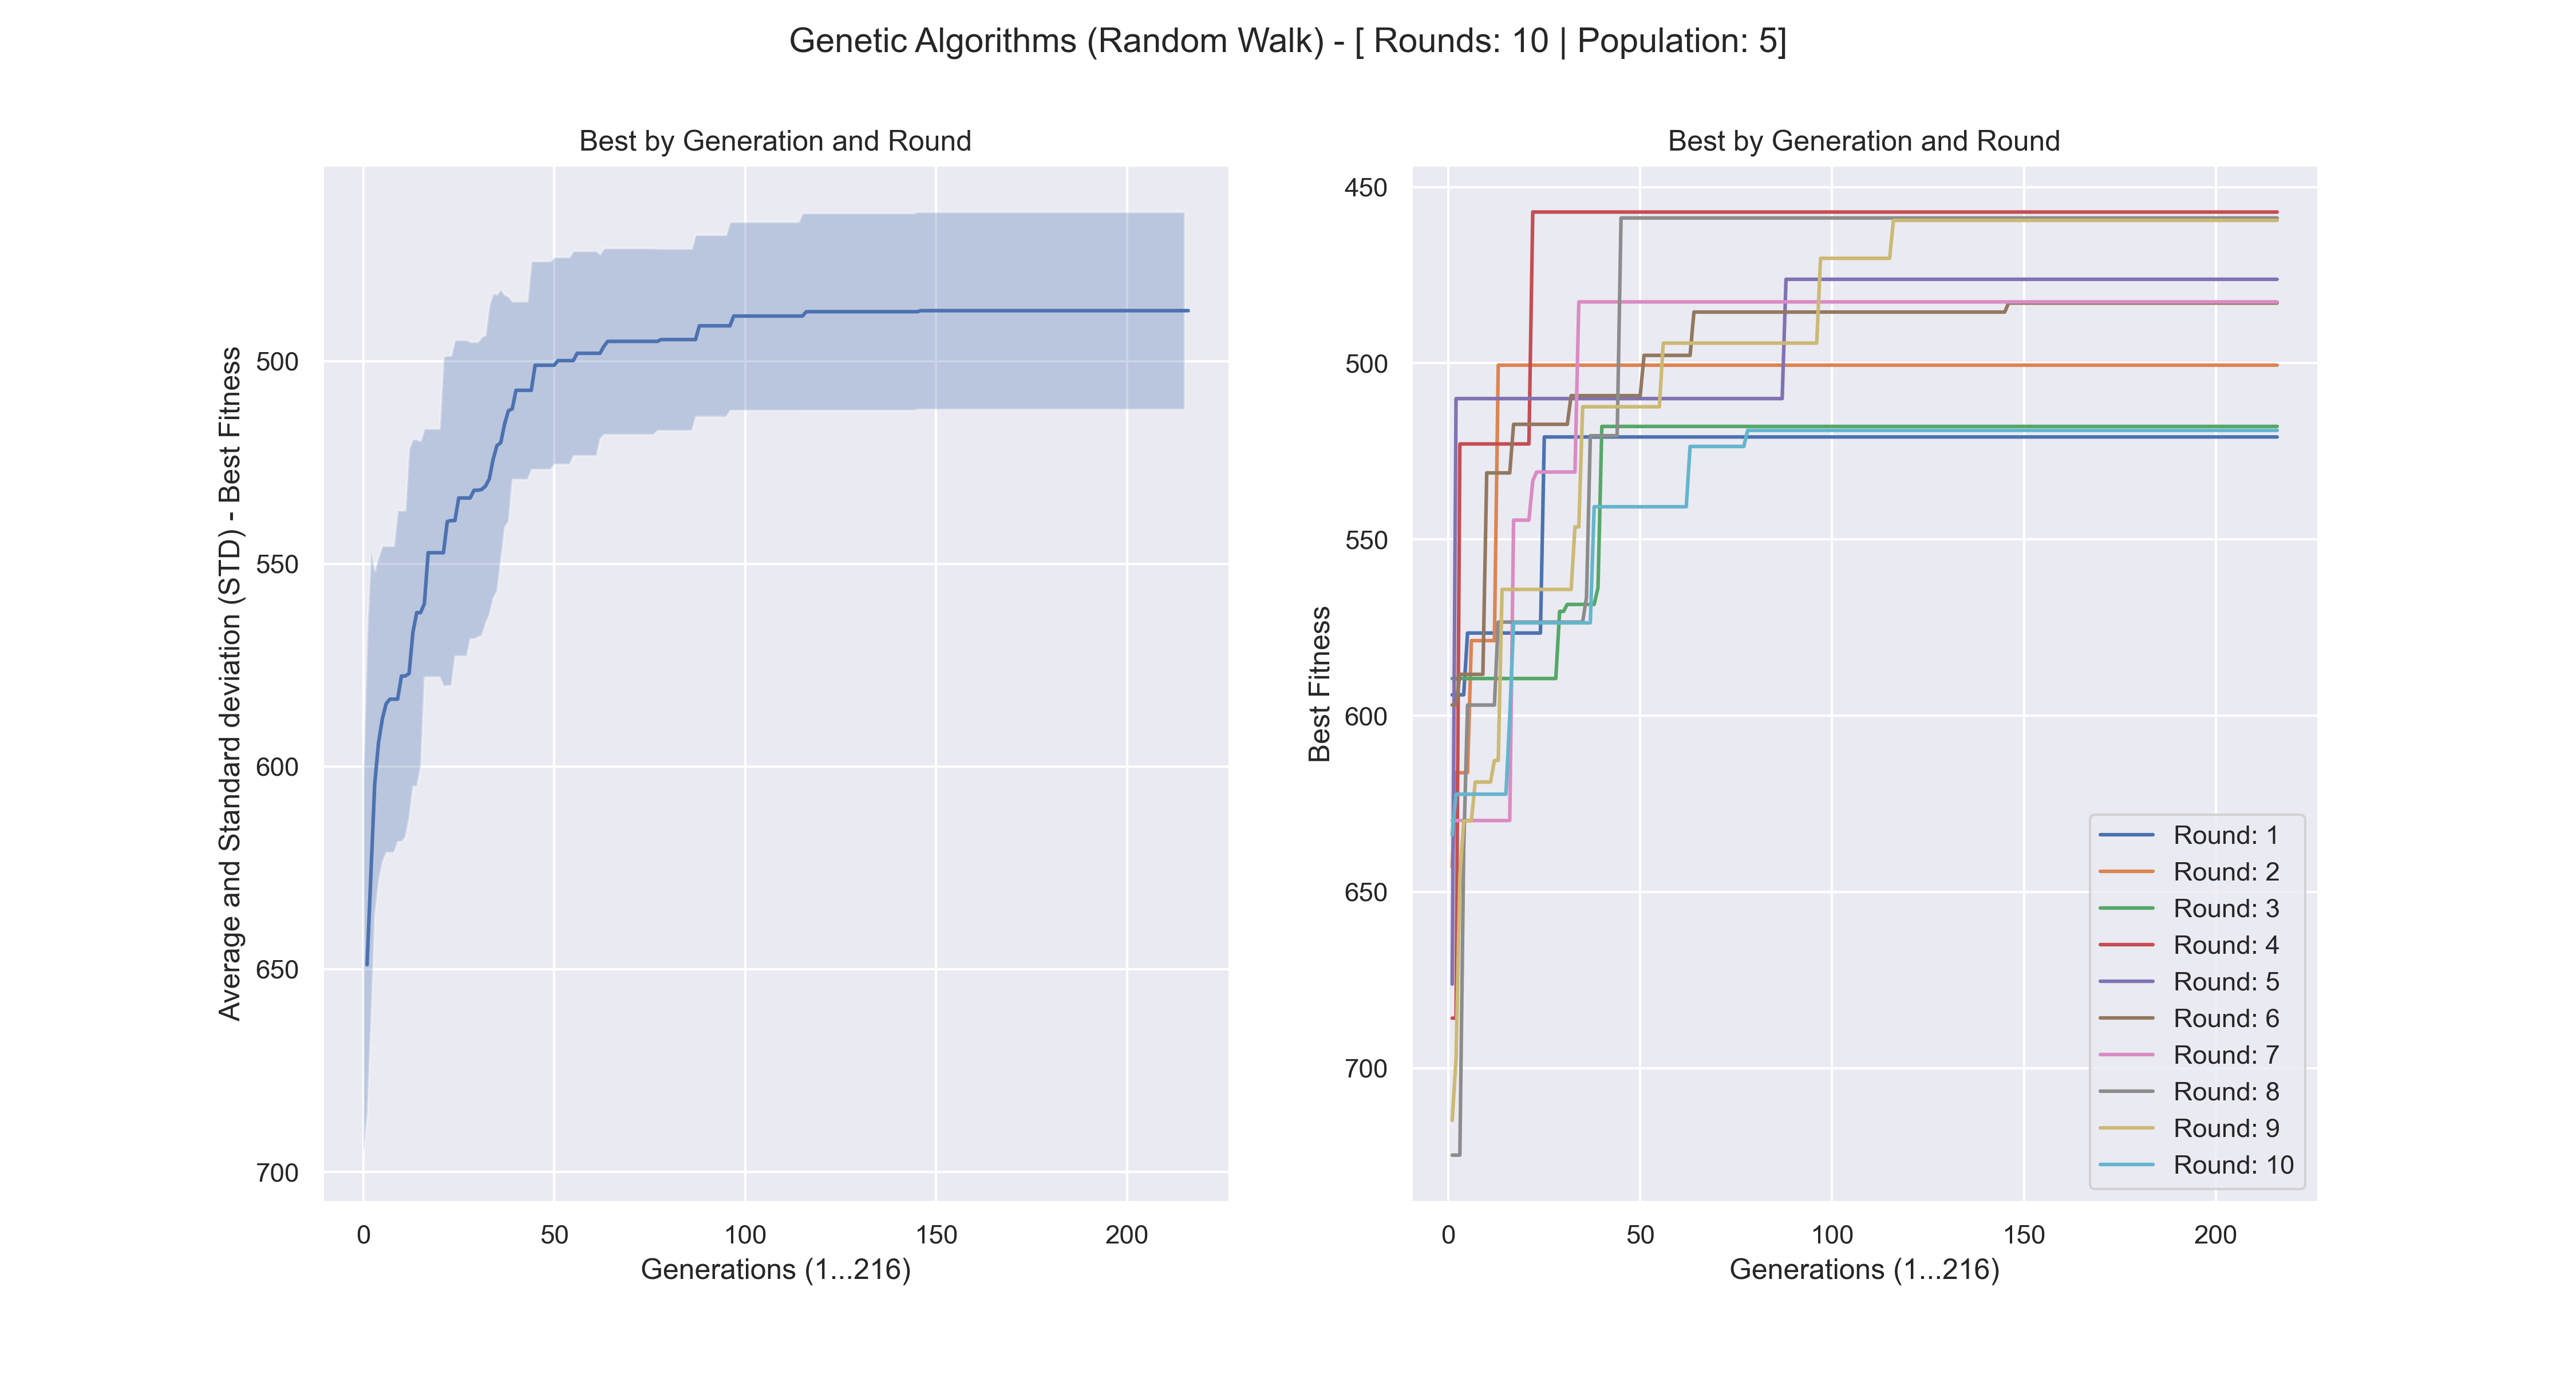 Genetic Algorithms (Random Walk) - [ Rounds: 10 | Population: 5]
Best by Generation and Round
Average and Standard deviation (STD) - Best Fitness
500
550
600
650
700
0 50 100 150 200
Generations (1...216)
Best by Generation and Round
Best Fitness
450
500
550
600
650
700
0 50 100 150 200
Generations (1...216)
Round: 1
Round: 2
Round: 3
Round: 4
Round: 5
Round: 6
Round: 7
Round: 8
Round: 9
Round: 10